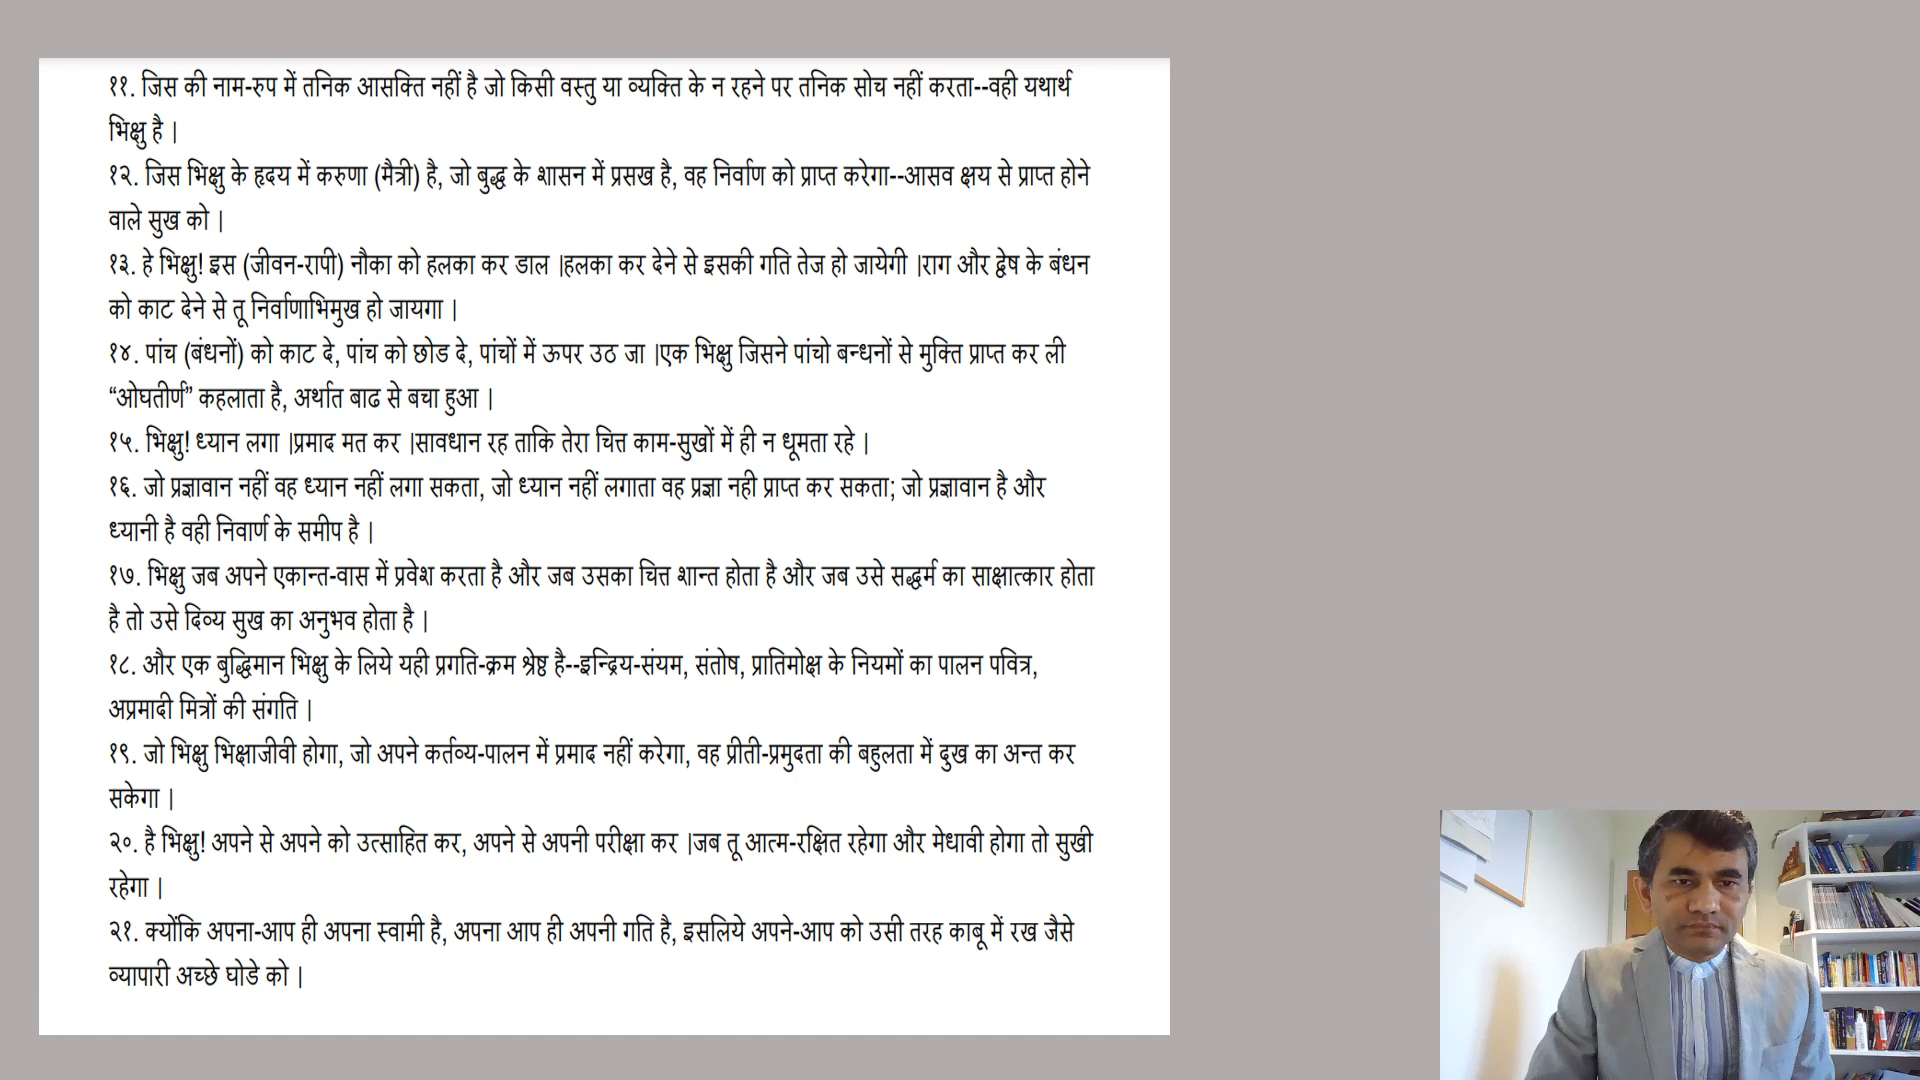 ११. जिस की नाम-रुप में तनिक आसक्ति नहीं है जो किसी वस्तु या व्यक्ति के न रहने पर तनिक सोच नहीं करता--वही यथार्थ
भिक्षु है |
१२. जिस भिक्षु के हृदय में करुणा (मैत्री) है, जो बुद्ध के शासन में प्रसख है, वह निर्वाण को प्राप्त करेगा--आसव क्षय से प्राप्त होने
वाले सुख को |
१३. हे भिक्षु! इस (जीवन-रापी) नौका को हलका कर डाल |हलका कर देने से इसकी गति तेज हो जायेगी |राग और द्वेष के बंधन
को काट देने से तू निर्वाणाभिमुख हो जायगा |
१४. पांच (बंधनों) को काट दे, पांच को छोड दे, पांचों में ऊपर उठ जा |एक भिक्षु जिसने पांचो बन्धनों से मुक्ति प्राप्त कर ली
“ओघतीर्ण” कहलाता है, अर्थात बाढ से बचा हुआ |
१५. भिक्षु! ध्यान लगा |प्रमाद मत कर |सावधान रह ताकि तेरा चित्त काम-सुखों में ही न धूमता रहे |
१६. जो प्रज्ञावान नहीं वह ध्यान नहीं लगा सकता, जो ध्यान नहीं लगाता वह प्रज्ञा नही प्राप्त कर सकता; जो प्रज्ञावान है और
ध्यानी है वही निवार्ण के समीप है |
१७. भिक्षु जब अपने एकान्त-वास में प्रवेश करता है और जब उसका चित्त शान्त होता है और जब उसे सद्धर्म का साक्षात्कार होता
है तो उसे दिव्य सुख का अनुभव होता है |
१८. और एक बुद्धिमान भिक्षु के लिये यही प्रगति-क्रम श्रेष्ठ है--इन्द्रिय-संयम, संतोष, प्रातिमोक्ष के नियमों का पालन पवित्र,
अप्रमादी मित्रों की संगति |
१९. जो भिक्षु भिक्षाजीवी होगा, जो अपने कर्तव्य-पालन में प्रमाद नहीं करेगा, वह प्रीती-प्रमुदता की बहुलता में दुख का अन्त कर
सकेगा |
२०. है भिक्षु! अपने से अपने को उत्साहित कर, अपने से अपनी परीक्षा कर |जब तू आत्म-रक्षित रहेगा और मेधावी होगा तो सुखी
रहेगा |
२१. क्योंकि अपना-आप ही अपना स्वामी है, अपना आप ही अपनी गति है, इसलिये अपने-आप को उसी तरह काबू में रख जैसे
व्यापारी अच्छे घोडे को |